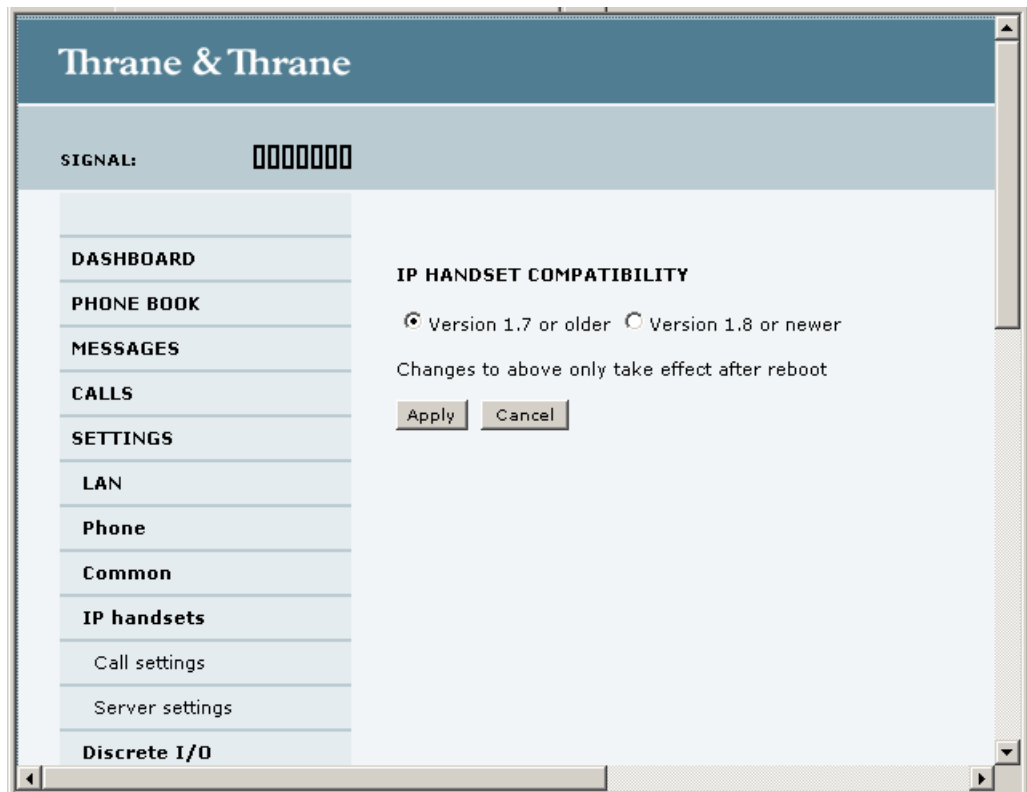 Thrane & Thrane
SIGNAL:
DASHBOARD
PHONE BOOK
MESSAGES
CALLS
SETTINGS
LAN
Phone
Common
IP handsets
Call settings
Server settings
Discrete I/O
IP HANDSET COMPATIBILITY
Version 1.7 or older Version 1.8 or newer
Changes to above only take effect after reboot
Apply Cancel